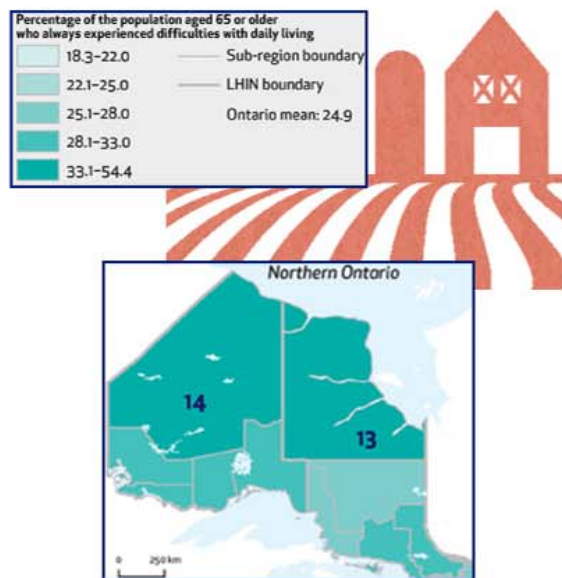 Percentage of the population aged 65 or older
who always experienced difficulties with daily living
18.3–22.0
22.1–25.0
25.1–28.0
28.1–33.0
33.1–54.4
Sub-region boundary
LHIN boundary
Ontario mean: 24.9
Northern Ontario
14
13
0 250 km